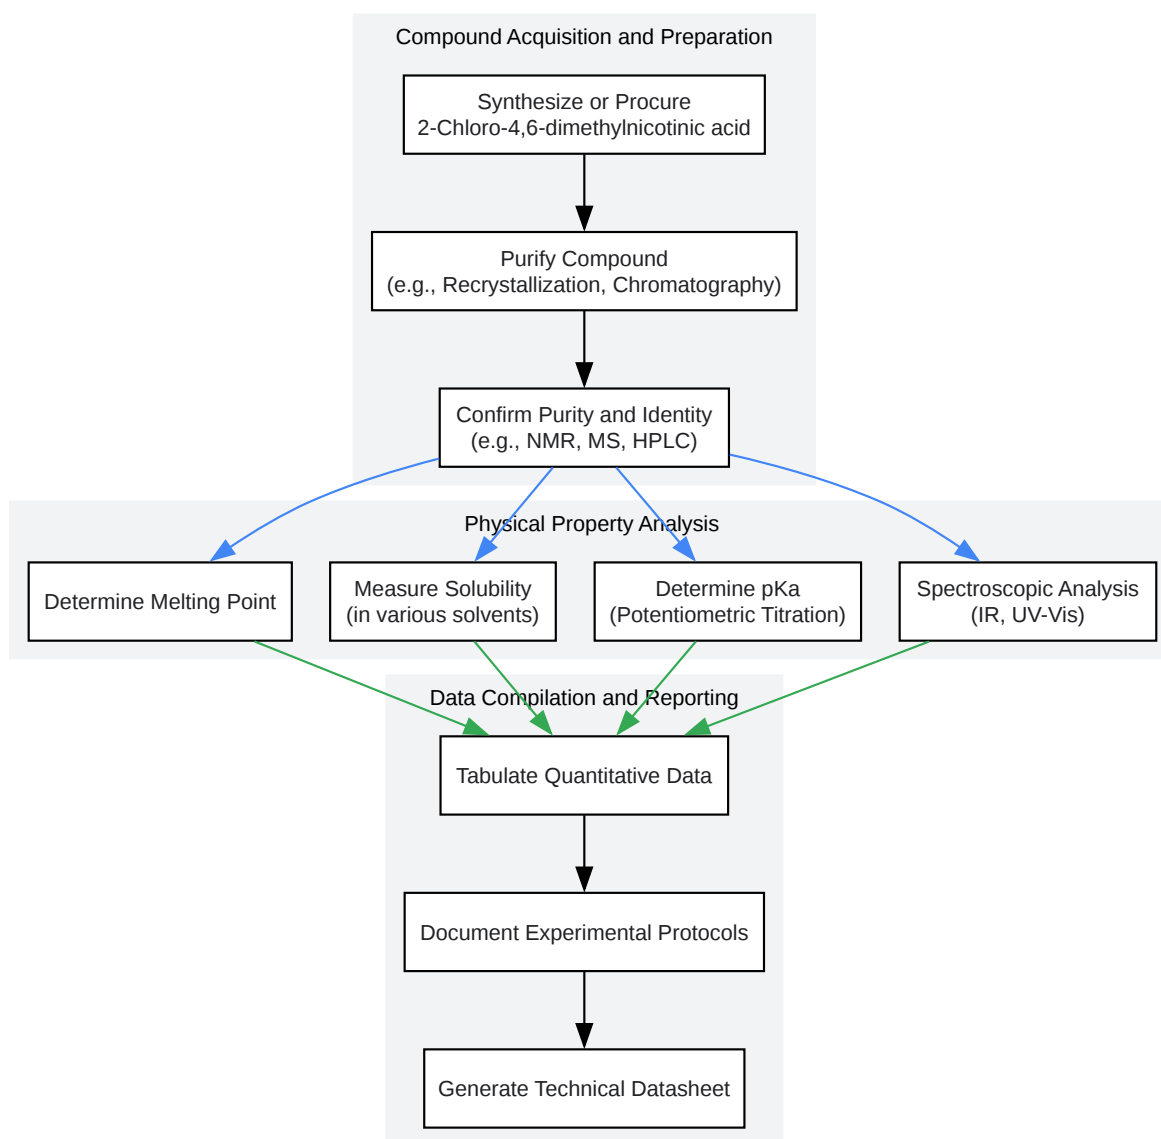 Compound Acquisition and Preparation
Synthesize or Procure
2-Chloro-4,6-dimethylnicotinic acid
Purify Compound
(e.g., Recrystallization, Chromatography)
Confirm Purity and Identity
(e.g., NMR, MS, HPLC)
Physical Property Analysis
Determine Melting Point
Measure Solubility
(in various solvents)
Determine pKa
(Potentiometric Titration)
Spectroscopic Analysis
(IR, UV-Vis)
Data Compilation and Reporting
Tabulate Quantitative Data
Document Experimental Protocols
Generate Technical Datasheet